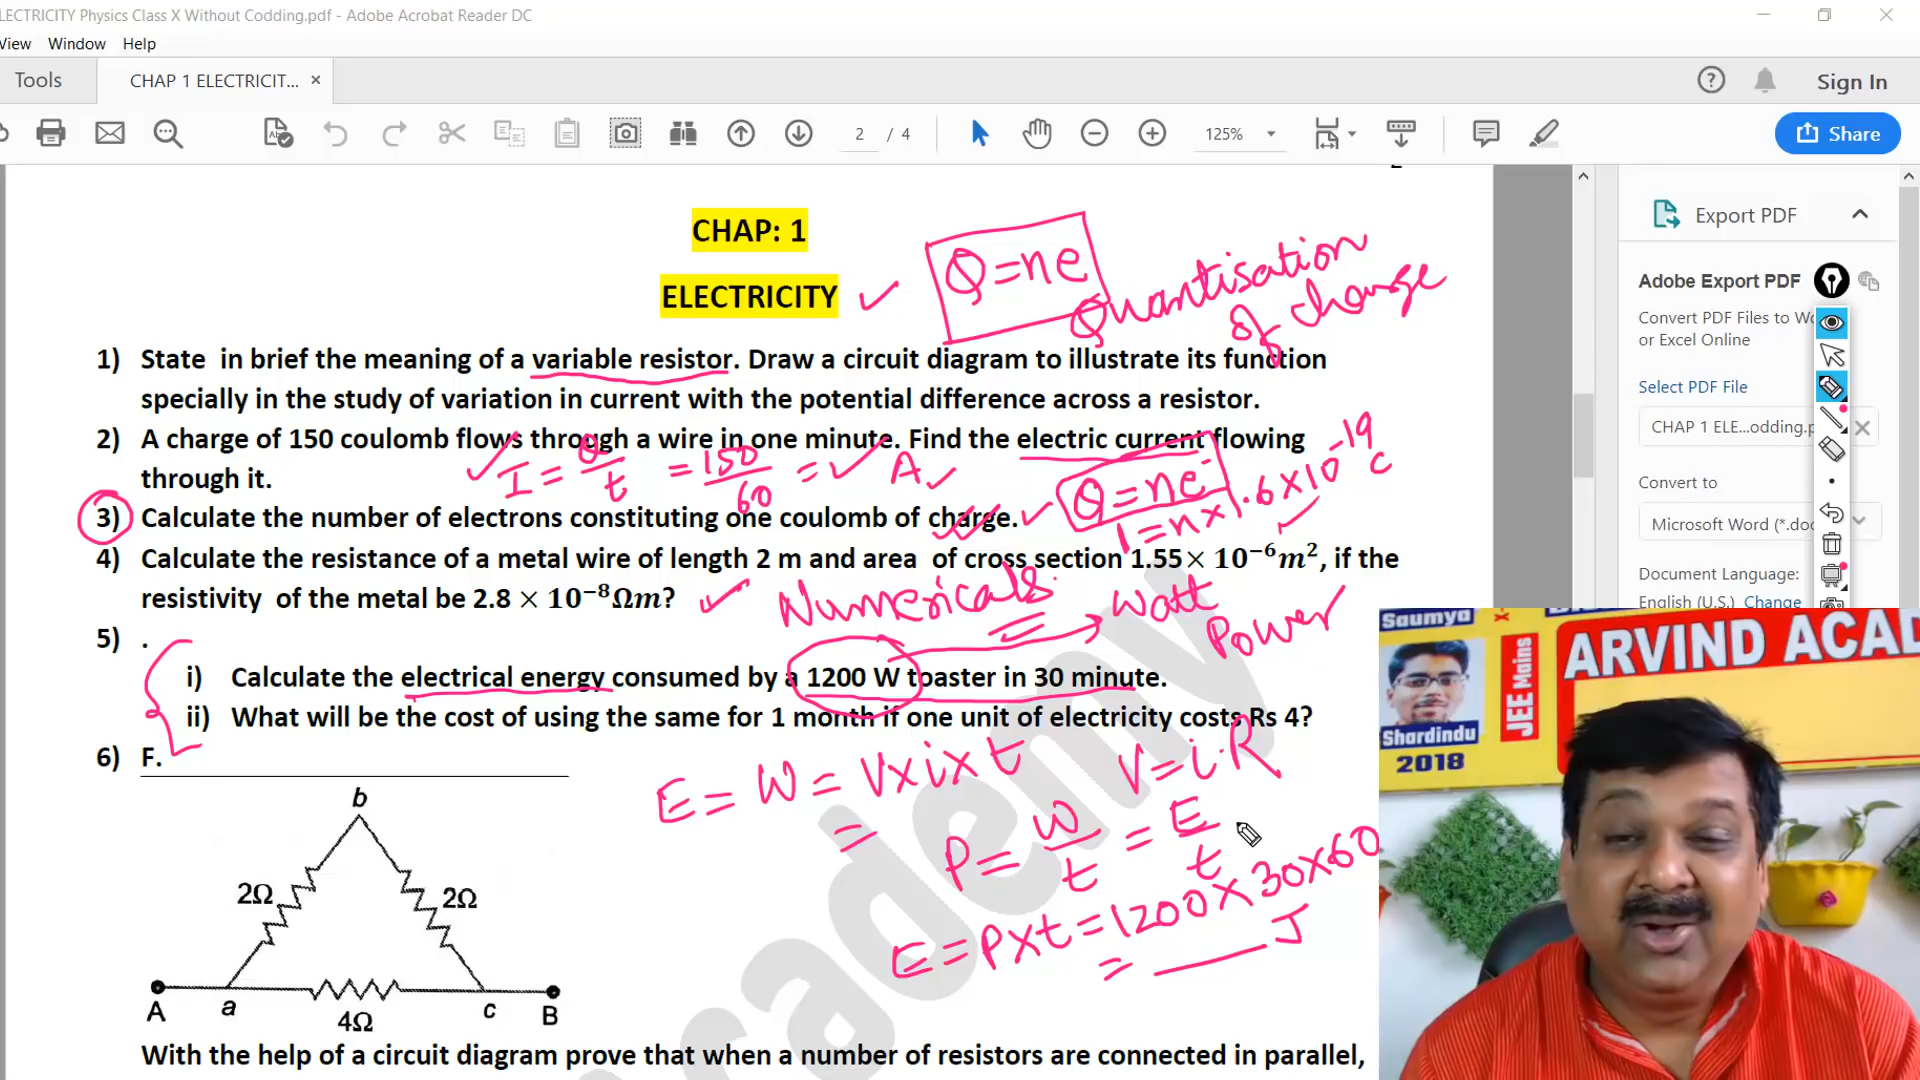 LECTRICITY Physics Class X Without Codding.pdf - Adobe Acrobat Reader DC
View Window Help
Tools
CHAP 1 ELECTRICIT... ×
Sign In
2 / 4
125%
Share
CHAP: 1
ELECTRICITY
Q=ne
Quantisation
of charge
1) State in brief the meaning of a variable resistor. Draw a circuit diagram to illustrate its function
specially in the study of variation in current with the potential difference across a resistor.
2) A charge of 150 coulomb flows through a wire in one minute. Find the electric current flowing
through it.
I = Q/t = 150/60 = A
Q=ne-
1=n×1.6×10^-19 C
3) Calculate the number of electrons constituting one coulomb of charge.
4) Calculate the resistance of a metal wire of length 2 m and area of cross section 1.55× 10⁻⁶m², if the
resistivity of the metal be 2.8 × 10⁻⁸Ωm?
Numericals
Watt
Power
5) .
i) Calculate the electrical energy consumed by a 1200 W toaster in 30 minute.
ii) What will be the cost of using the same for 1 month if one unit of electricity costs Rs 4?
6) F.
E = W = V×i×t
V=i.R
P = W/t = E/t
E = P×t = 1200×30×60
= J
b
2Ω
2Ω
A
a
4Ω
c
B
With the help of a circuit diagram prove that when a number of resistors are connected in parallel,
ademy
Export PDF
Adobe Export PDF
Convert PDF Files to Wo
or Excel Online
Select PDF File
CHAP 1 ELE...odding.p
Convert to
Microsoft Word (*.doc
Document Language:
English (U.S.) Change
Saumya
X-
ARVIND ACAD
JEE Mains
Shardindu
2018